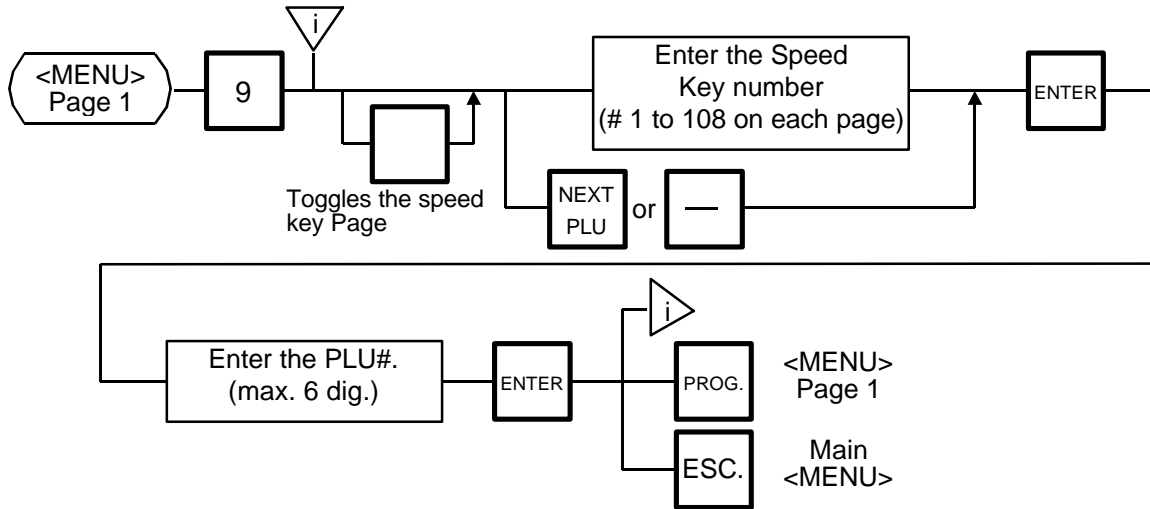 i
<MENU>
Page 1
9
Enter the Speed
Key number
(# 1 to 108 on each page)
ENTER
Toggles the speed
key Page
NEXT
PLU
or
—
i
Enter the PLU#.
(max. 6 dig.)
ENTER
PROG.
<MENU>
Page 1
ESC.
Main
<MENU>